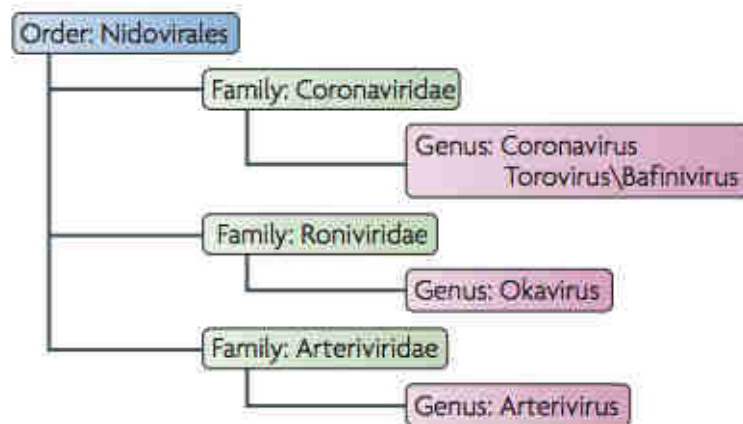 Order: Nidovirales
Family: Coronaviridae
Genus: Coronavirus
Torovirus\Bafinivirus
Family: Roniviridae
Genus: Okavirus
Family: Arteriviridae
Genus: Arterivirus